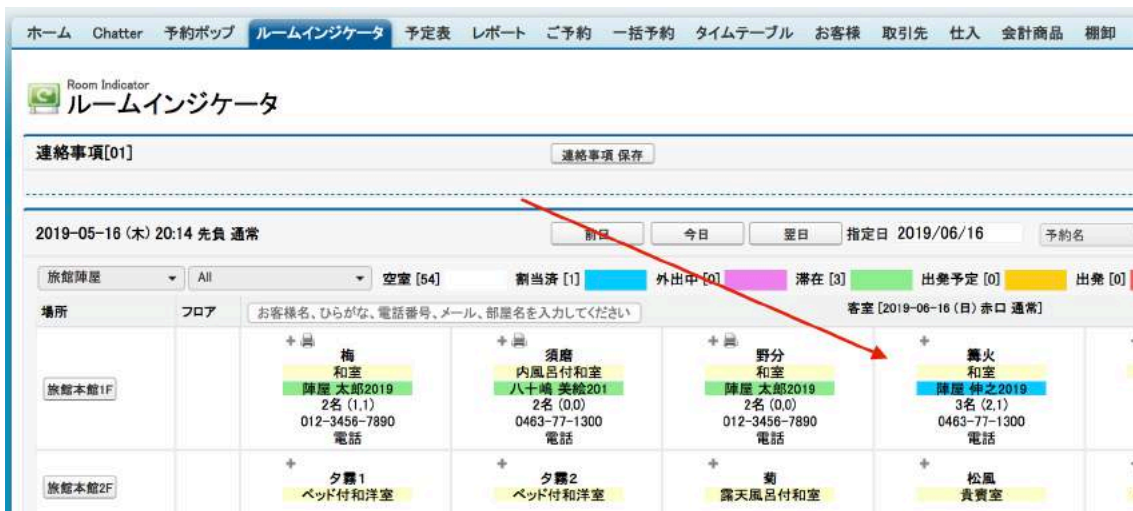 ホーム Chatter 予約ポップ ルームインジケータ 予定表 レポート ご予約 一括予約 タイムテーブル お客様 取引先 仕入 会計商品 棚卸
Room Indicator
ルームインジケータ
連絡事項[01] 連絡事項 保存
2019-05-16 (木) 20:14 先負 通常 前日 今日 翌日 指定日 2019/06/16 予約名
旅館陣屋 All 空室 [54] 割当済 [1] 外出中 [0] 滞在 [3] 出発予定 [0] 出発 [0]
場所 フロア お客様名、ひらがな、電話番号、メール、部屋名を入力してください 客室 [2019-06-16 (日) 赤口 通常]
梅 須磨 野分 篝火
和室 内風呂付和室 和室 和室
旅館本館1F 陣屋 太郎2019 八十嶋 美絵201 陣屋 太郎2019 陣屋 伸之2019
2名 (1,1) 2名 (0,0) 2名 (0,0) 3名 (2,1)
012-3456-7890 0463-77-1300 012-3456-7890 0463-77-1300
電話 電話 電話 電話
夕霧1 夕霧2 菊 松風
旅館本館2F ベッド付和洋室 ベッド付和洋室 露天風呂付和室 貴賓室